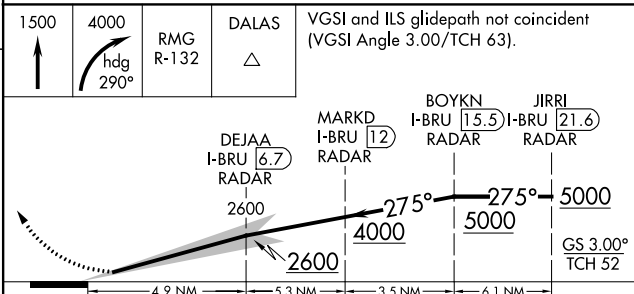 1500
4000
hdg
290°
RMG
R-132
DALAS
VGSI and ILS glidepath not coincident
(VGSI Angle 3.00/TCH 63).
DEJAA
I-BRU 6.7
RADAR
2600
MARKD
I-BRU 12
RADAR
BOYKN
I-BRU 15.5
RADAR
JIRRI
I-BRU 21.6
RADAR
275°
275°
5000
5000
4000
2600
GS 3.00°
TCH 52
4.9 NM
5.3 NM
3.5 NM
6.1 NM